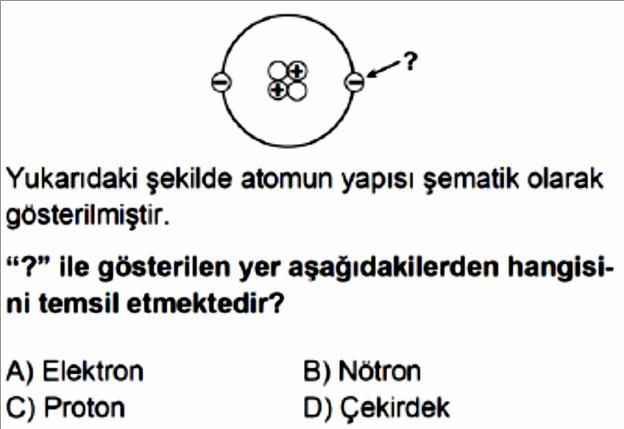 ?
Yukarıdaki şekilde atomun yapısı şematik olarak
gösterilmiştir.
“?” ile gösterilen yer aşağıdakilerden hangisi-
ni temsil etmektedir?
A) Elektron B) Nötron
C) Proton D) Çekirdek